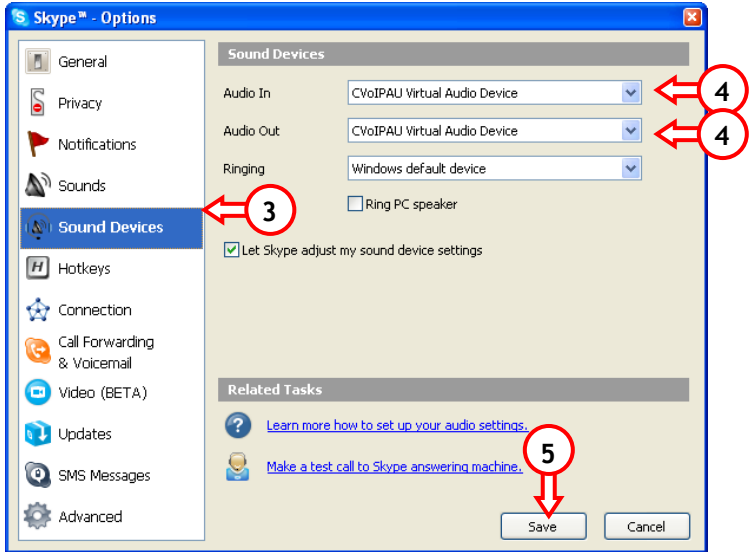 Skype™ - Options
General
Privacy
Notifications
Sounds
Sound Devices
Hotkeys
Connection
Call Forwarding
& Voicemail
Video (BETA)
Updates
SMS Messages
Advanced
Sound Devices
Audio In CVoIPAU Virtual Audio Device
Audio Out CVoIPAU Virtual Audio Device
Ringing Windows default device
Ring PC speaker
Let Skype adjust my sound device settings
Related Tasks
Learn more how to set up your audio settings.
Make a test call to Skype answering machine.
Save Cancel
3
4
4
5
H